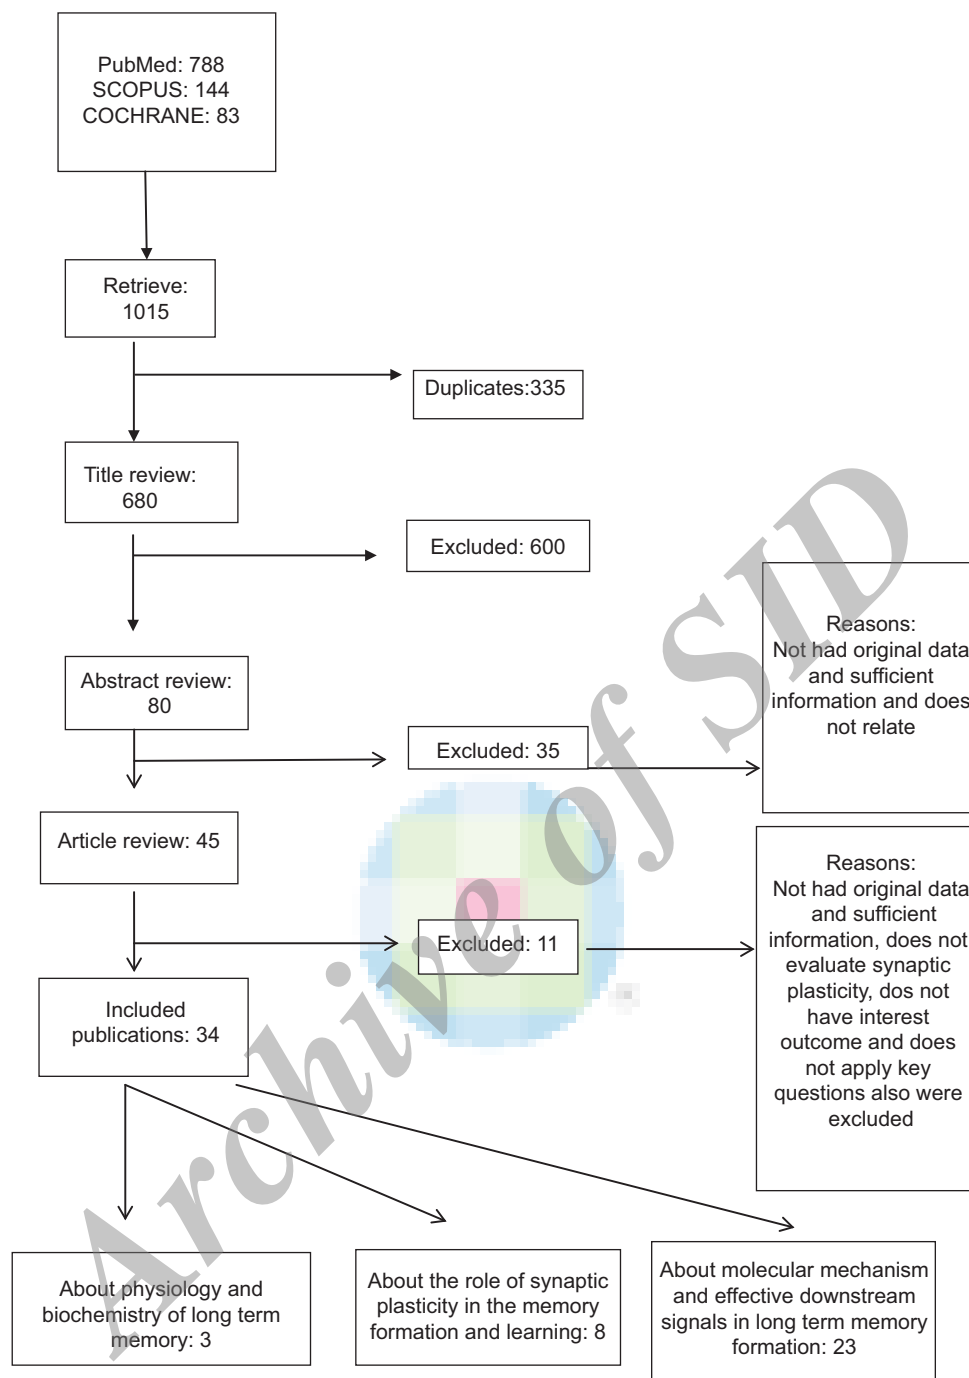 PubMed: 788
SCOPUS: 144
COCHRANE: 83
Retrieve:
1015
Duplicates:335
Title review:
680
Excluded: 600
Reasons:
Not had original data
and sufficient
information and does
not relate
Abstract review:
80
Excluded: 35
Article review: 45
Reasons:
Not had original data
and sufficient
information, does not
evaluate synaptic
plasticity, dos not
have interest
outcome and does
not apply key
questions also were
excluded
Excluded: 11
Included
publications: 34
About physiology and
biochemistry of long term
memory: 3
About the role of synaptic
plasticity in the memory
formation and learning: 8
About molecular mechanism
and effective downstream
signals in long term memory
formation: 23
Archive of SID